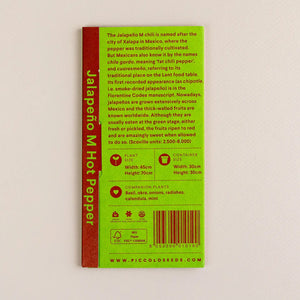 The Jalapeño M chili is named after the
city of Xalapa in Mexico, where the
pepper was traditionally cultivated.
But Mexicans also know it by the names
chile gordo, meaning 'fat chili pepper',
and cuaresmeño, referring to its
traditional place on the Lent food table.
Its first recorded appearance (as chipotle,
i.e. smoke-dried jalapeño) is in the
Florentine Codex manuscript. Nowadays,
jalapeños are grown extensively across
Mexico and the thick-walled fruits are
known worldwide. Although they are
usually eaten at the green stage, either
fresh or pickled, the fruits ripen to red
and are amazingly sweet when allowed
to do so. (Scoville units: 2.500-8.000)
Jalapeño M Hot Pepper
PLANT
SIZE
Width: 45cm
Height: 70cm
CONTAINER
SIZE
Width: 30cm
Height: 30cm
COMPANION PLANTS
Basil, okra, onions, radishes,
calendula, mint
FSC
MIX
Paper
WWW.PICCOLOSEEDS.COM